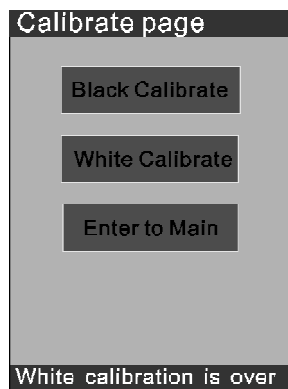 Calibrate page
Black Calibrate
White Calibrate
Enter to Main
White calibration is over